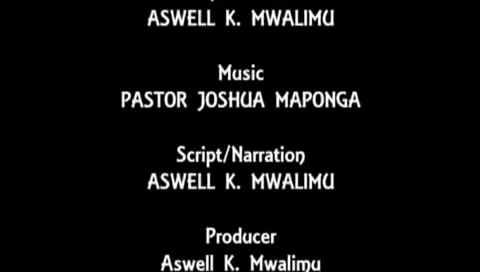 ASWELL K. MWALIMU
Music
PASTOR JOSHUA MAPONGA
Script/Narration
ASWELL K. MWALIMU
Producer
Aswell K. Mwalimu